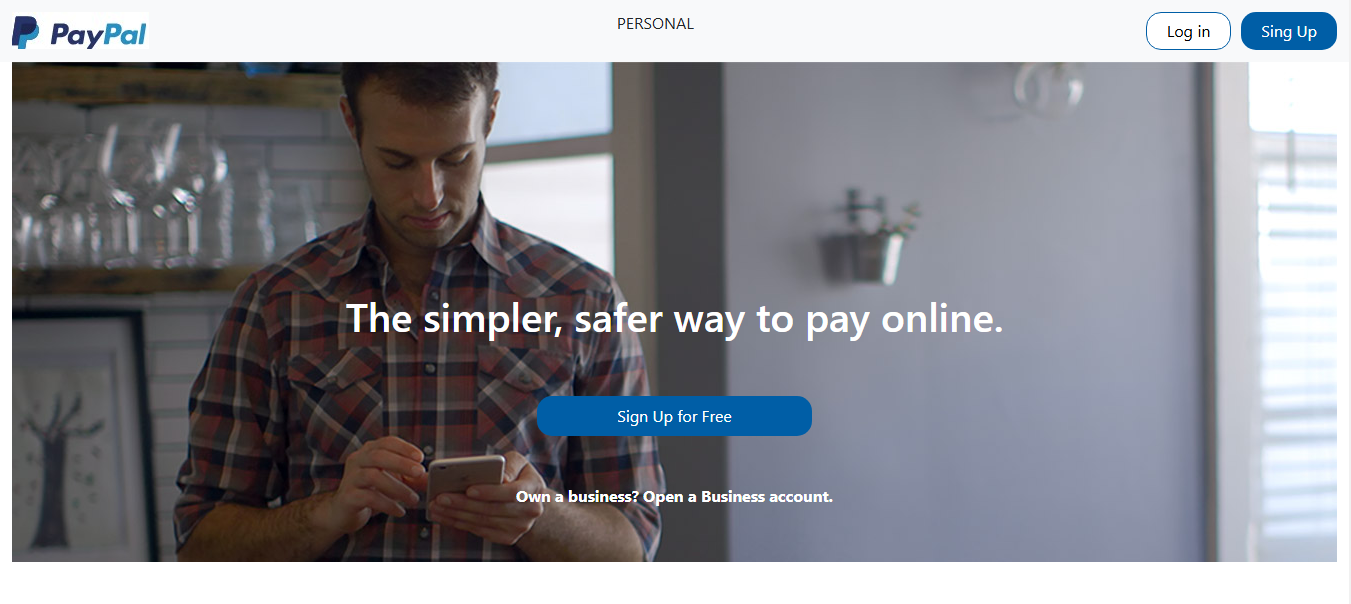 PayPal
PERSONAL
Log in
Sing Up
The simpler, safer way to pay online.
Sign Up for Free
Own a business? Open a Business account.